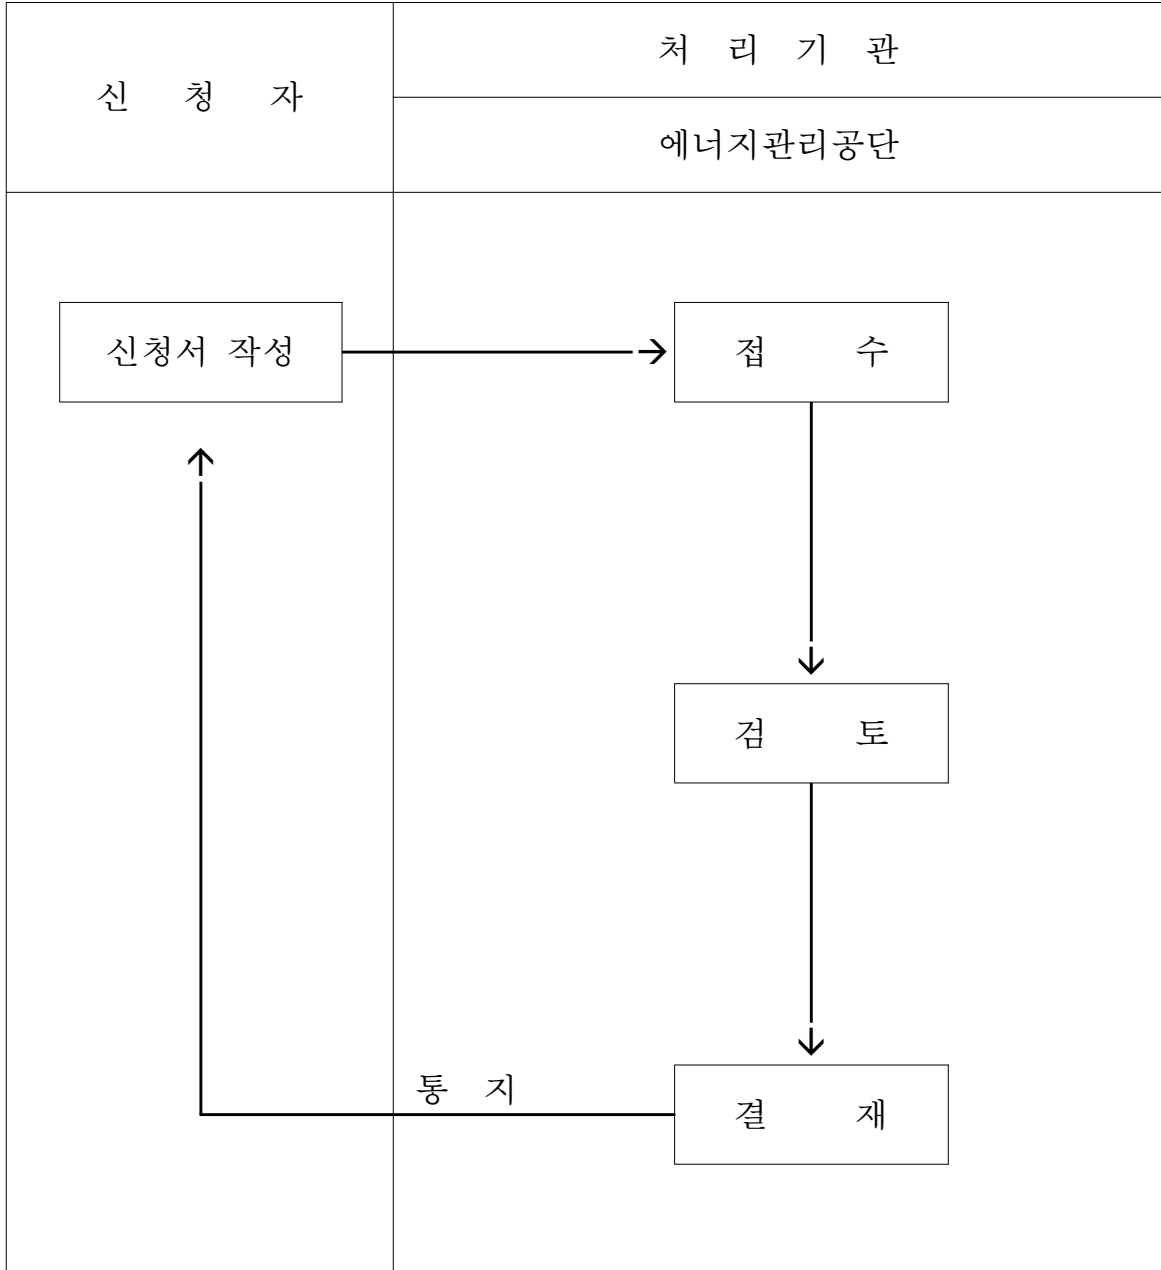 처 리 기 관
신 청 자
에너지관리공단
신청서 작성
접 수
검 토
통 지
결 재